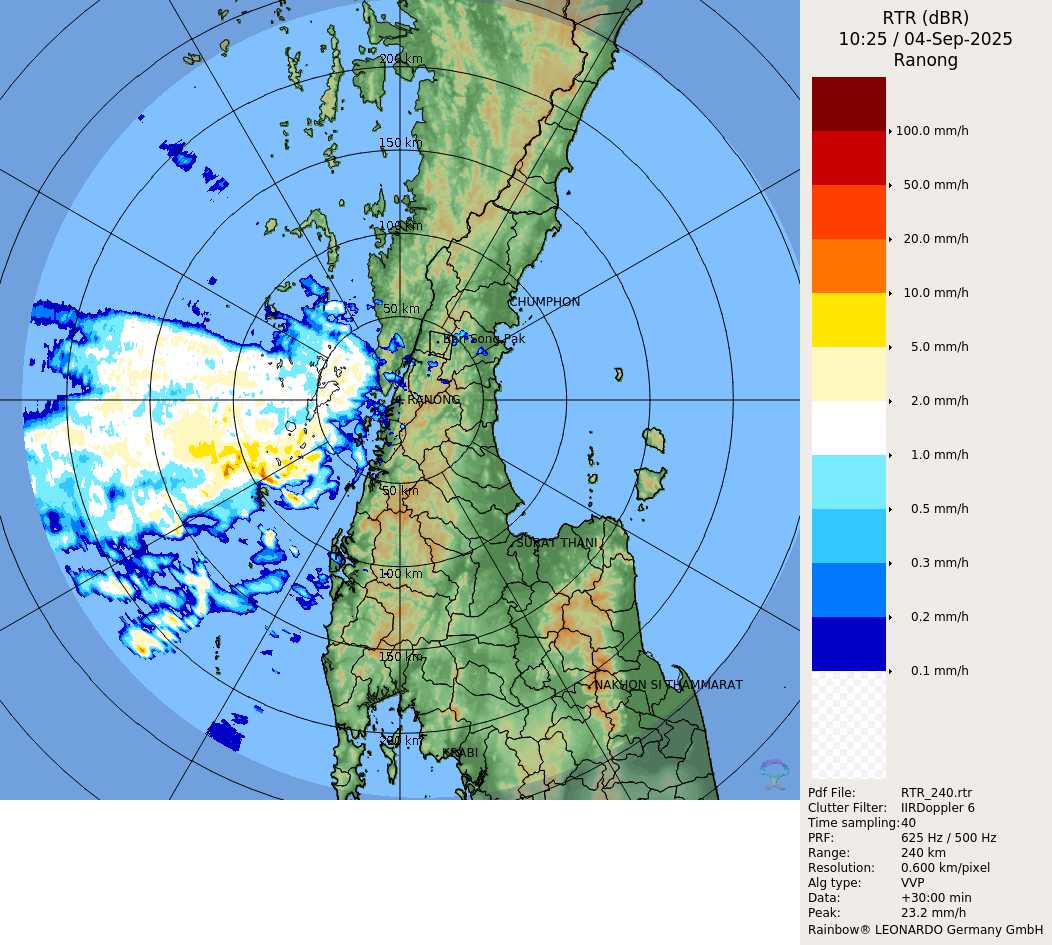 RTR (dBR)
10:25 / 04-Sep-2025
Ranong
200 km
150 km
100 km
50 km
CHUMPHON
Ban Song Pak
RANONG
50 km
SURAT THANI
100 km
150 km
NAKHON SI THAMMARAT
200 km
KRABI
100.0 mm/h
50.0 mm/h
20.0 mm/h
10.0 mm/h
5.0 mm/h
2.0 mm/h
1.0 mm/h
0.5 mm/h
0.3 mm/h
0.2 mm/h
0.1 mm/h
Pdf File: RTR_240.rtr
Clutter Filter: IIRDoppler 6
Time sampling: 40
PRF: 625 Hz / 500 Hz
Range: 240 km
Resolution: 0.600 km/pixel
Alg type: VVP
Data: +30:00 min
Peak: 23.2 mm/h
Rainbow® LEONARDO Germany GmbH